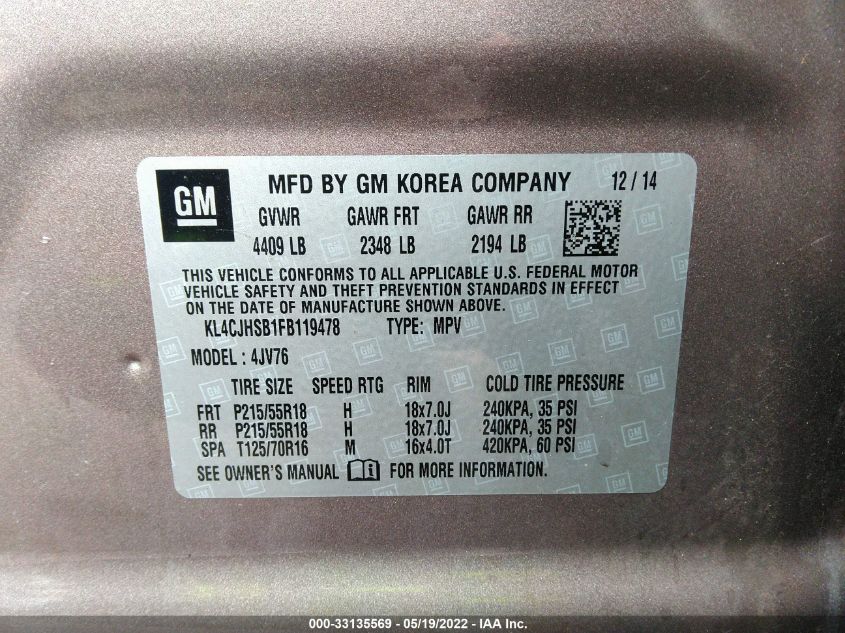 GM MFD BY GM KOREA COMPANY 12/14
GVWR GAWR FRT GAWR RR
4409 LB 2348 LB 2194 LB
THIS VEHICLE CONFORMS TO ALL APPLICABLE U.S. FEDERAL MOTOR
VEHICLE SAFETY AND THEFT PREVENTION STANDARDS IN EFFECT
ON THE DATE OF MANUFACTURE SHOWN ABOVE.
KL4CJHSB1FB119478 TYPE: MPV
MODEL : 4JV76
TIRE SIZE SPEED RTG RIM COLD TIRE PRESSURE
FRT P215/55R18 H 18x7.0J 240KPA, 35 PSI
RR P215/55R18 H 18x7.0J 240KPA, 35 PSI
SPA T125/70R16 M 16x4.0T 420KPA, 60 PSI
SEE OWNER'S MANUAL FOR MORE INFORMATION.
000-33135569 - 05/19/2022 - IAA Inc.